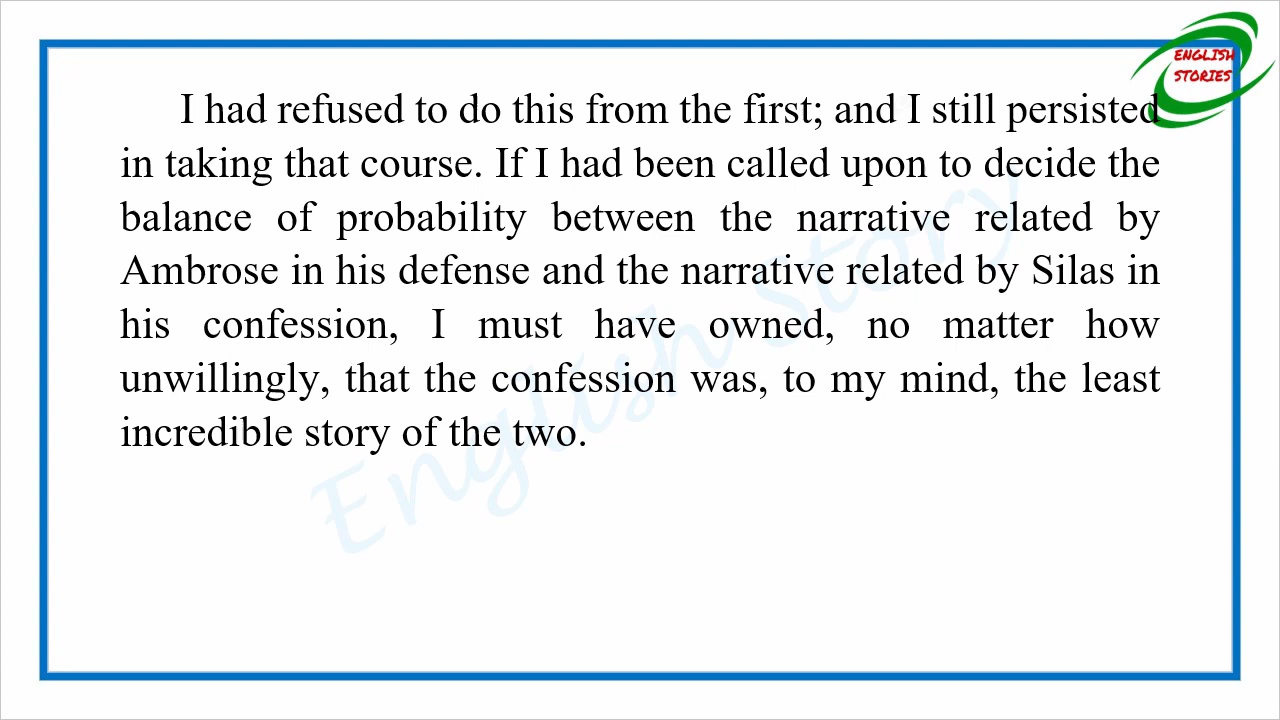 ENGLISH
STORIES
I had refused to do this from the first; and I still persisted
in taking that course. If I had been called upon to decide the
balance of probability between the narrative related by
Ambrose in his defense and the narrative related by Silas in
his confession, I must have owned, no matter how
unwillingly, that the confession was, to my mind, the least
incredible story of the two.
English Story